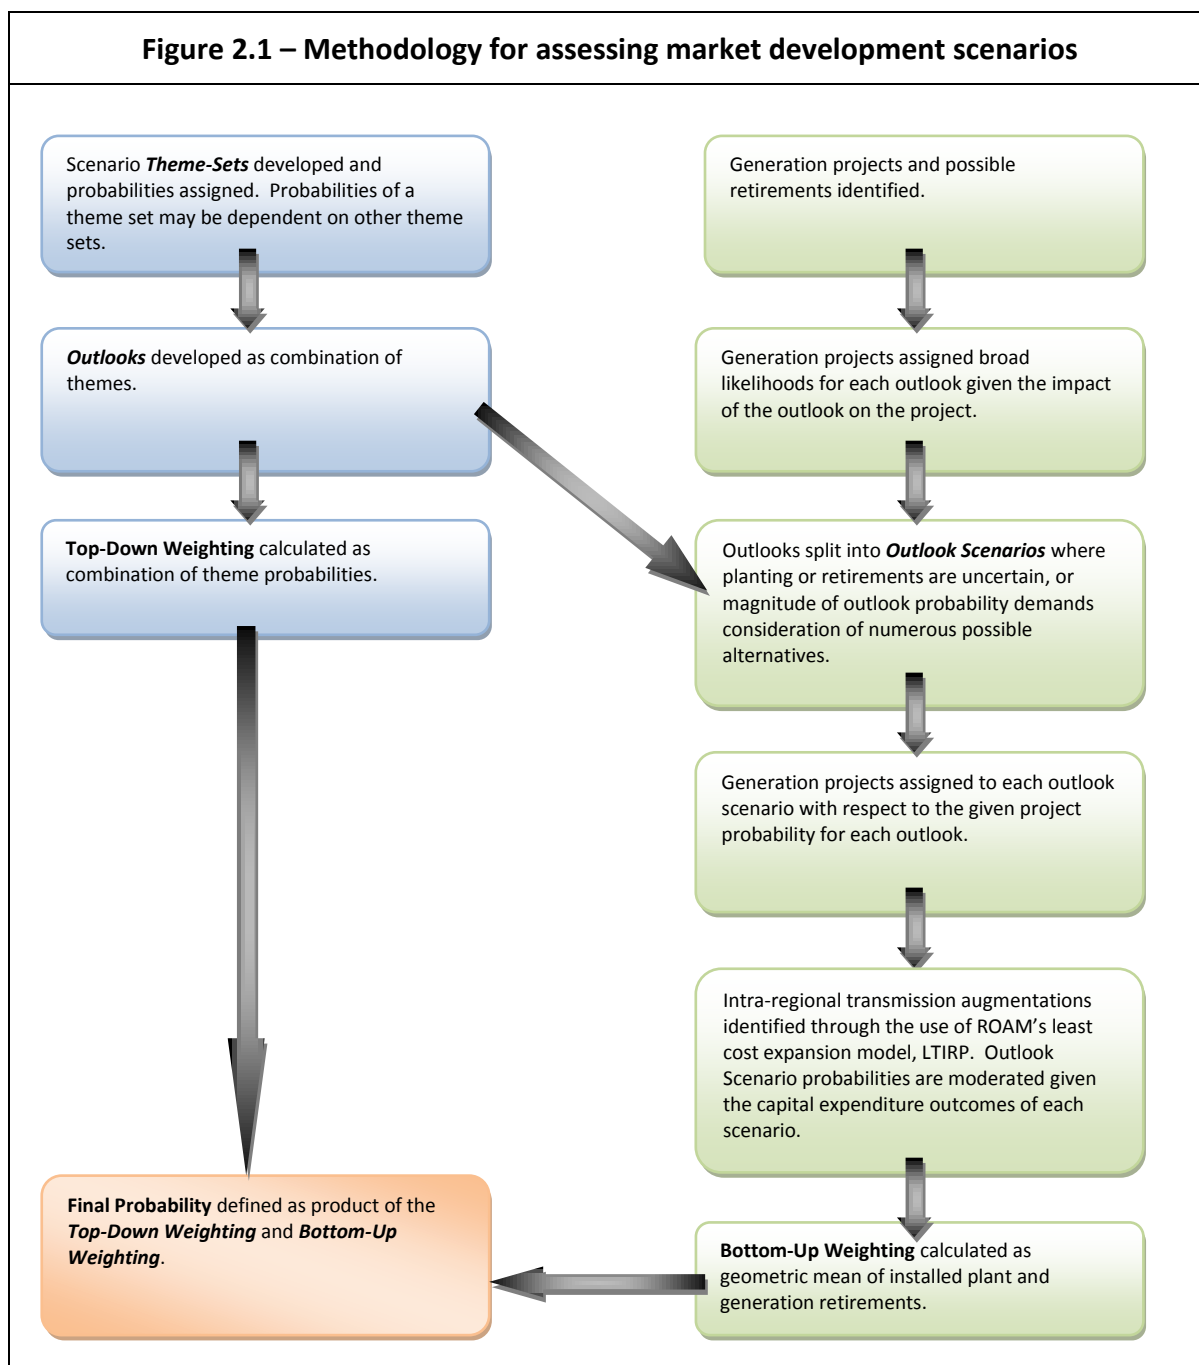 Figure 2.1 – Methodology for assessing market development scenarios
Scenario Theme-Sets developed and
probabilities assigned.  Probabilities of a
theme set may be dependent on other theme
sets.
Outlooks developed as combination of
themes.
Top-Down Weighting calculated as
combination of theme probabilities.
Final Probability defined as product of the
Top-Down Weighting and Bottom-Up
Weighting.
Generation projects and possible
retirements identified.
Generation projects assigned broad
likelihoods for each outlook given the impact
of the outlook on the project.
Outlooks split into Outlook Scenarios where
planting or retirements are uncertain, or
magnitude of outlook probability demands
consideration of numerous possible
alternatives.
Generation projects assigned to each outlook
scenario with respect to the given project
probability for each outlook.
Intra-regional transmission augmentations
identified through the use of ROAM’s least
cost expansion model, LTIRP.  Outlook
Scenario probabilities are moderated given
the capital expenditure outcomes of each
scenario.
Bottom-Up Weighting calculated as
geometric mean of installed plant and
generation retirements.